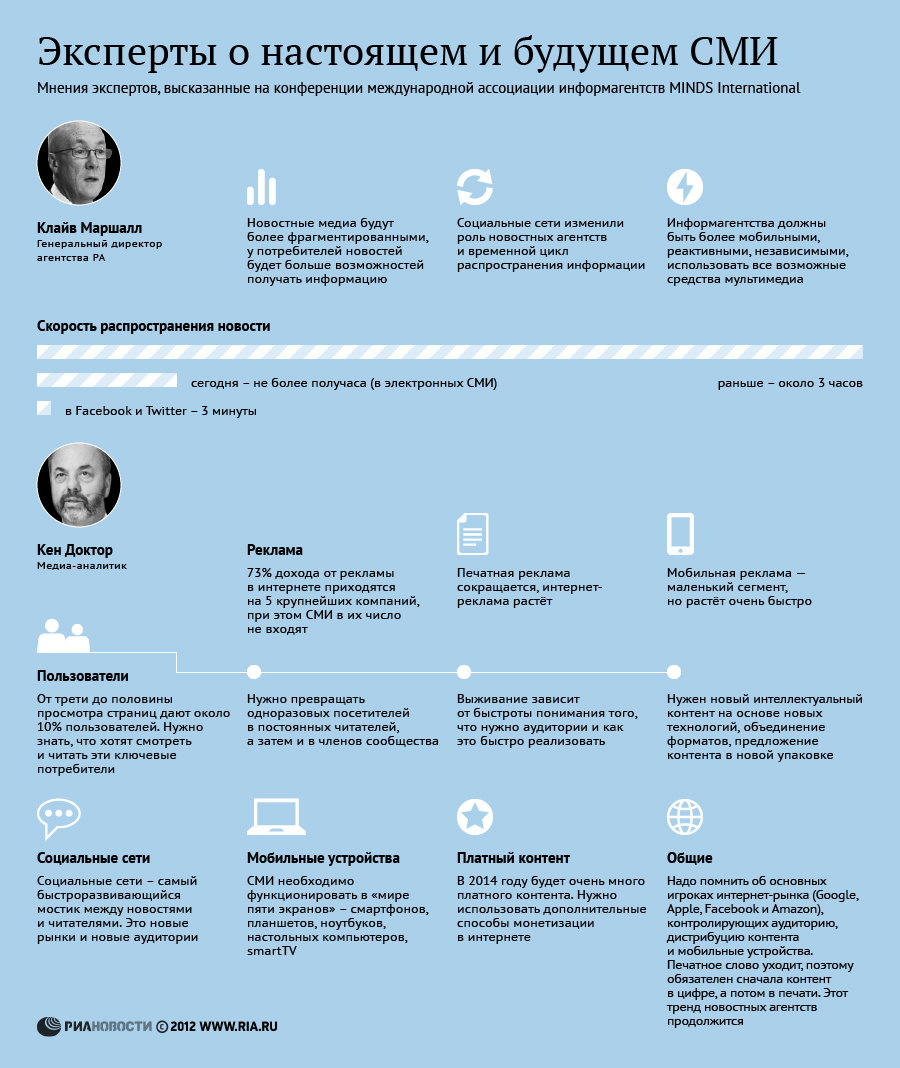 Эксперты о настоящем и будущем СМИ
Мнения экспертов, высказанные на конференции международной ассоциации информагентств MINDS International
Клайв Маршалл
Генеральный директор
агентства PA
Новостные медиа будут
более фрагментированными,
у потребителей новостей
будет больше возможностей
получать информацию
Социальные сети изменили
роль новостных агентств
и временной цикл
распространения информации
Информагентства должны
быть более мобильными,
реактивными, независимыми,
использовать все возможные
средства мультимедиа
Скорость распространения новости
сегодня – не более получаса (в электронных СМИ)
раньше – около 3 часов
в Facebook и Twitter – 3 минуты
Кен Доктор
Медиа-аналитик
Реклама
73% дохода от рекламы
в интернете приходятся
на 5 крупнейших компаний,
при этом СМИ в их число
не входят
Печатная реклама
сокращается, интернет-
реклама растёт
Мобильная реклама —
маленький сегмент,
но растёт очень быстро
Пользователи
От трети до половины
просмотра страниц дают около
10% пользователей. Нужно
знать, что хотят смотреть
и читать эти ключевые
потребители
Нужно превращать
одноразовых посетителей
в постоянных читателей,
а затем и в членов сообщества
Выживание зависит
от быстроты понимания того,
что нужно аудитории и как
это быстро реализовать
Нужен новый интеллектуальный
контент на основе новых
технологий, объединение
форматов, предложение
контента в новой упаковке
Социальные сети
Социальные сети – самый
быстроразвивающийся
мостик между новостями
и читателями. Это новые
рынки и новые аудитории
Мобильные устройства
СМИ необходимо
функционировать в «мире
пяти экранов» – смартфонов,
планшетов, ноутбуков,
настольных компьютеров,
smartTV
Платный контент
В 2014 году будет очень много
платного контента. Нужно
использовать дополнительные
способы монетизации
в интернете
Общие
Надо помнить об основных
игроках интернет-рынка (Google,
Apple, Facebook и Amazon),
контролирующих аудиторию,
дистрибуцию контента
и мобильные устройства.
Печатное слово уходит, поэтому
обязателен сначала контент
в цифре, а потом в печати. Этот
тренд новостных агентств
продолжится
РИАНОВОСТИ © 2012 WWW.RIA.RU